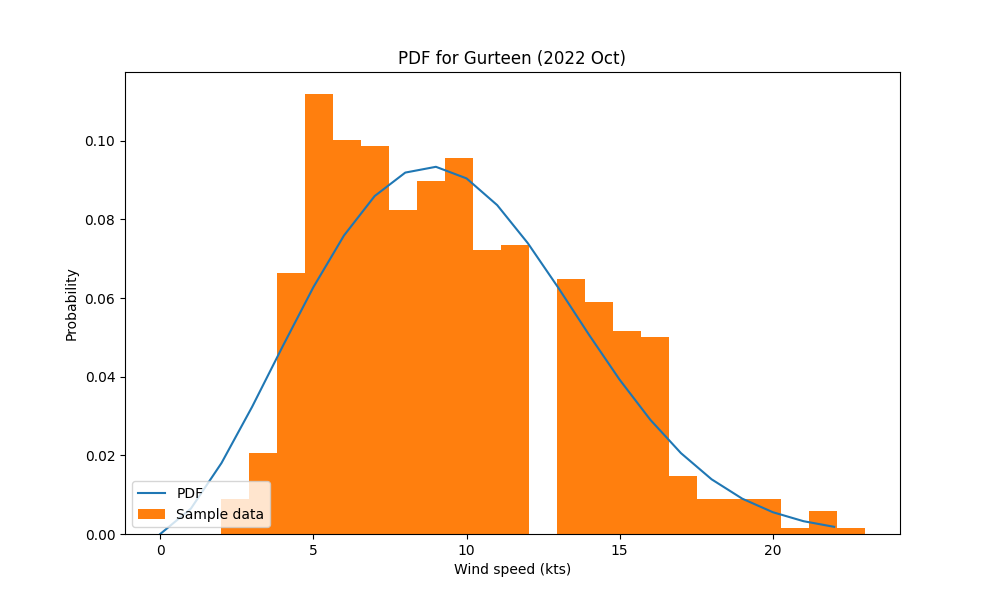 PDF for Gurteen (2022 Oct)
0.10
0.08
0.06
0.04
0.02
0.00
Probability
PDF
Sample data
0 5 10 15 20
Wind speed (kts)